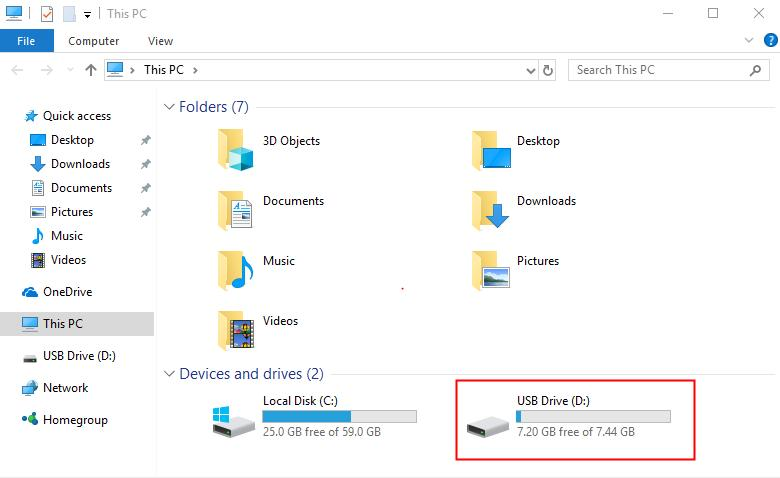 This PC
File
Computer
View
This PC
Search This PC
Quick access
Desktop
Downloads
Documents
Pictures
Music
Videos
OneDrive
This PC
USB Drive (D:)
Network
Homegroup
Folders (7)
3D Objects
Desktop
Documents
Downloads
Music
Pictures
Videos
Devices and drives (2)
Local Disk (C:)
25.0 GB free of 59.0 GB
USB Drive (D:)
7.20 GB free of 7.44 GB